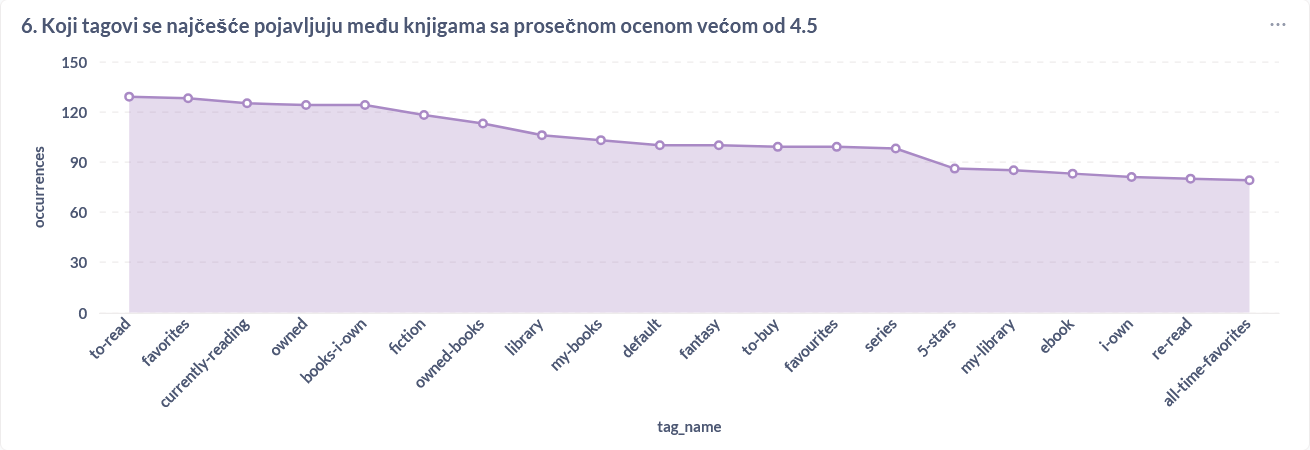 6. Koji tagovi se najčešće pojavljuju među knjigama sa prosečnom ocenom većom od 4.5
150
120
90
60
30
0
occurrences
to-read
favorites
currently-reading
owned
books-i-own
fiction
owned-books
library
my-books
default
fantasy
to-buy
favourites
series
5-stars
my-library
ebook
i-own
re-read
all-time-favorites
tag_name